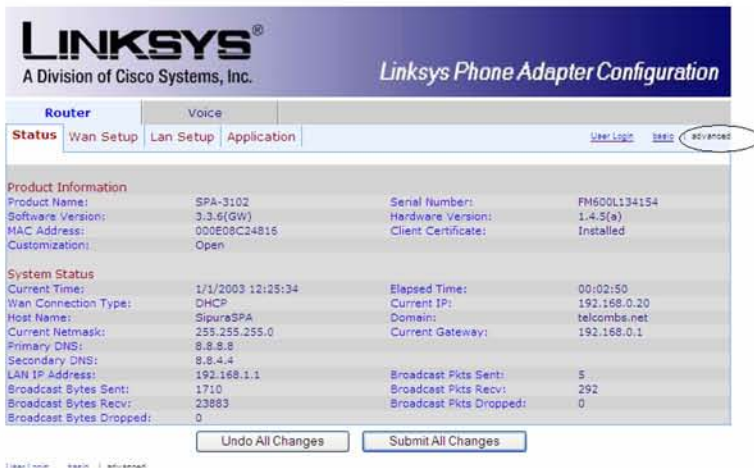 LINKSYS®
A Division of Cisco Systems, Inc. Linksys Phone Adapter Configuration
Router Voice
Status Wan Setup Lan Setup Application User Login basic | advanced
Product Information
Product Name: SPA-3102 Serial Number: FM600L134154
Software Version: 3.3.6(GW) Hardware Version: 1.4.5(a)
MAC Address: 000E08C24816 Client Certificate: Installed
Customization: Open
System Status
Current Time: 1/1/2003 12:25:34 Elapsed Time: 00:02:50
Wan Connection Type: DHCP Current IP: 192.168.0.20
Host Name: SipuraSPA Domain: telcombs.net
Current Netmask: 255.255.255.0 Current Gateway: 192.168.0.1
Primary DNS: 8.8.8.8
Secondary DNS: 8.8.4.4
LAN IP Address: 192.168.1.1 Broadcast Pkts Sent: 5
Broadcast Bytes Sent: 1710 Broadcast Pkts Recv: 292
Broadcast Bytes Recv: 23883 Broadcast Pkts Dropped: 0
Broadcast Bytes Dropped: 0
Undo All Changes Submit All Changes
User Login basic | advanced